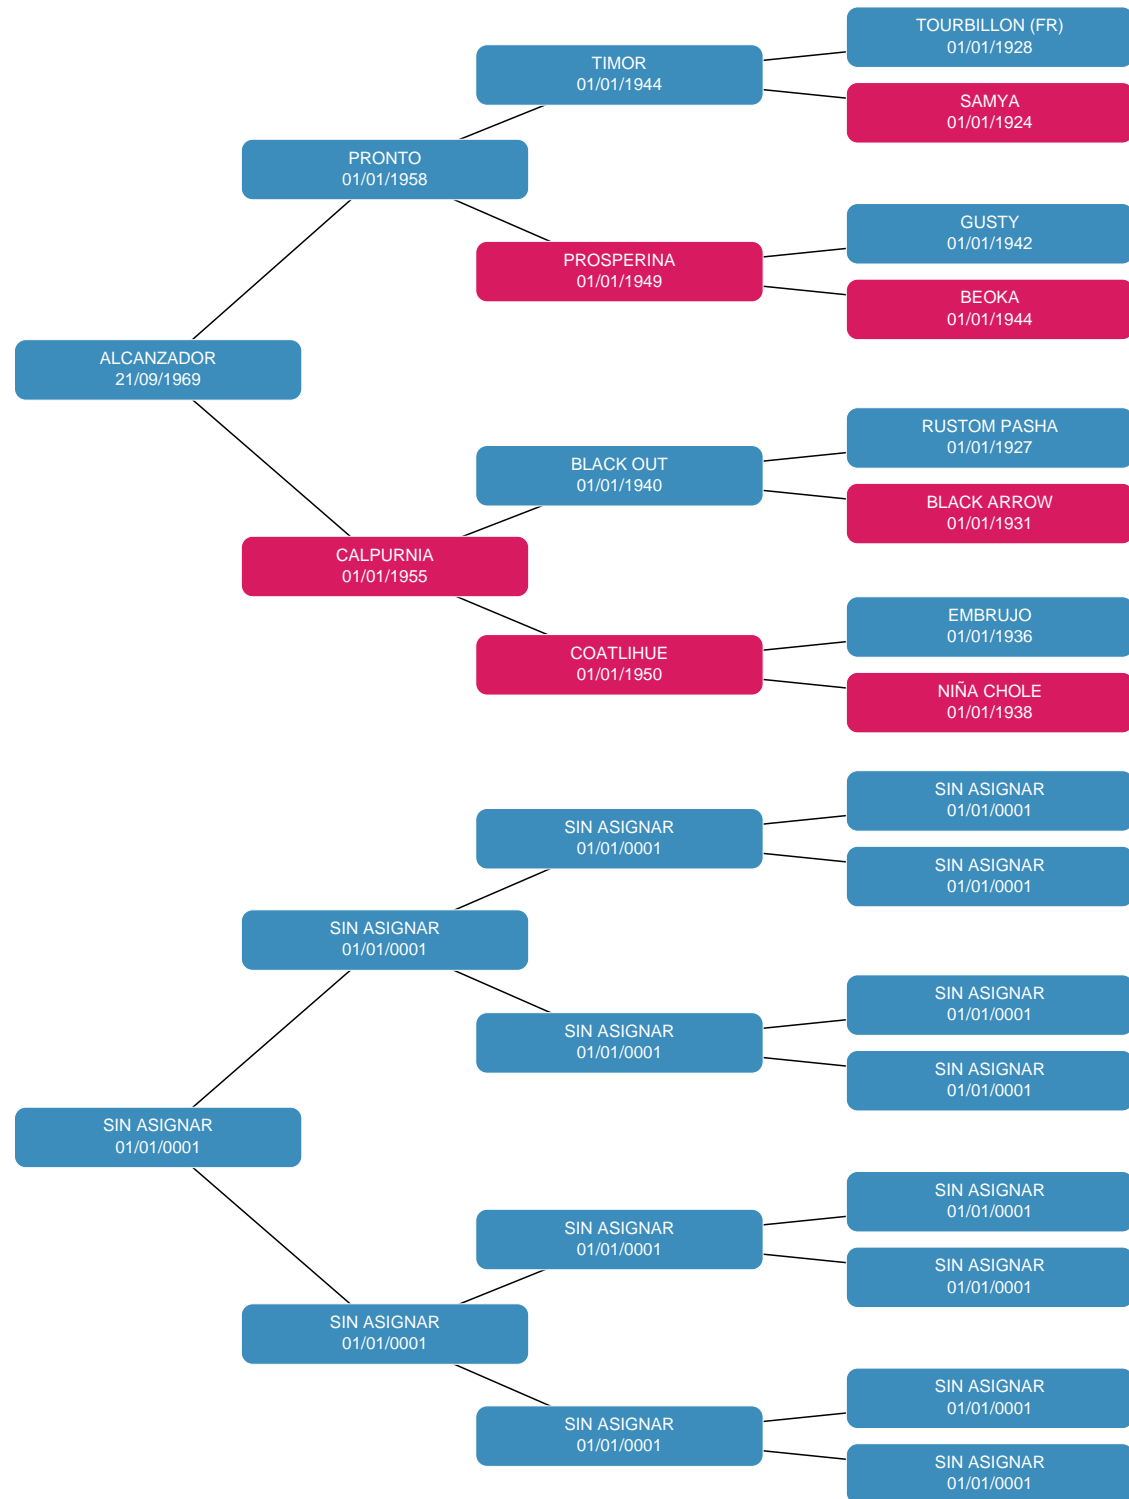 TOURBILLON (FR)
01/01/1928
TIMOR
01/01/1944
SAMYA
01/01/1924
PRONTO
01/01/1958
GUSTY
01/01/1942
PROSPERINA
01/01/1949
BEOKA
01/01/1944
ALCANZADOR
21/09/1969
RUSTOM PASHA
01/01/1927
BLACK OUT
01/01/1940
BLACK ARROW
01/01/1931
CALPURNIA
01/01/1955
EMBRUJO
01/01/1936
COATLIHUE
01/01/1950
NIÑA CHOLE
01/01/1938
SIN ASIGNAR
01/01/0001
SIN ASIGNAR
01/01/0001
SIN ASIGNAR
01/01/0001
SIN ASIGNAR
01/01/0001
SIN ASIGNAR
01/01/0001
SIN ASIGNAR
01/01/0001
SIN ASIGNAR
01/01/0001
SIN ASIGNAR
01/01/0001
SIN ASIGNAR
01/01/0001
SIN ASIGNAR
01/01/0001
SIN ASIGNAR
01/01/0001
SIN ASIGNAR
01/01/0001
SIN ASIGNAR
01/01/0001
SIN ASIGNAR
01/01/0001
SIN ASIGNAR
01/01/0001